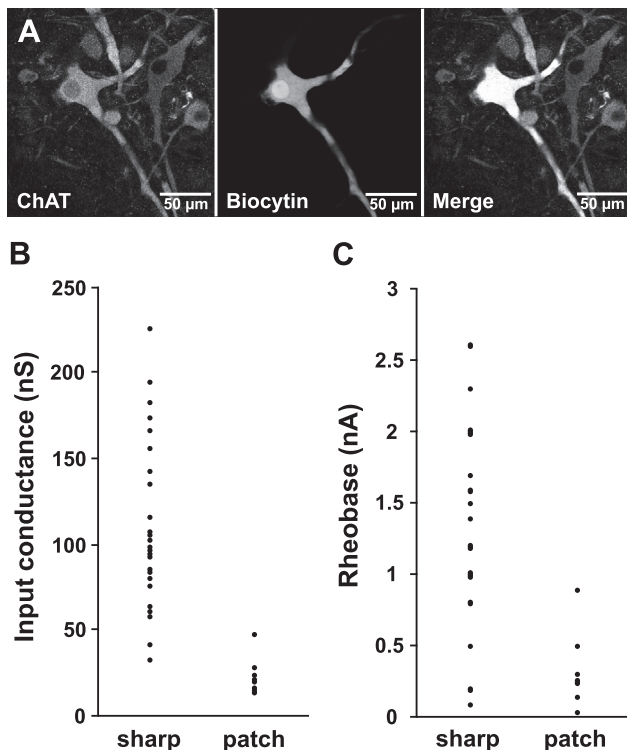 A
ChAT
50 µm
Biocytin
50 µm
Merge
50 µm
B
Input conductance (nS)
250
200
150
100
50
0
sharp
patch
C
Rheobase (nA)
3
2.5
2
1.5
1
0.5
0
sharp
patch